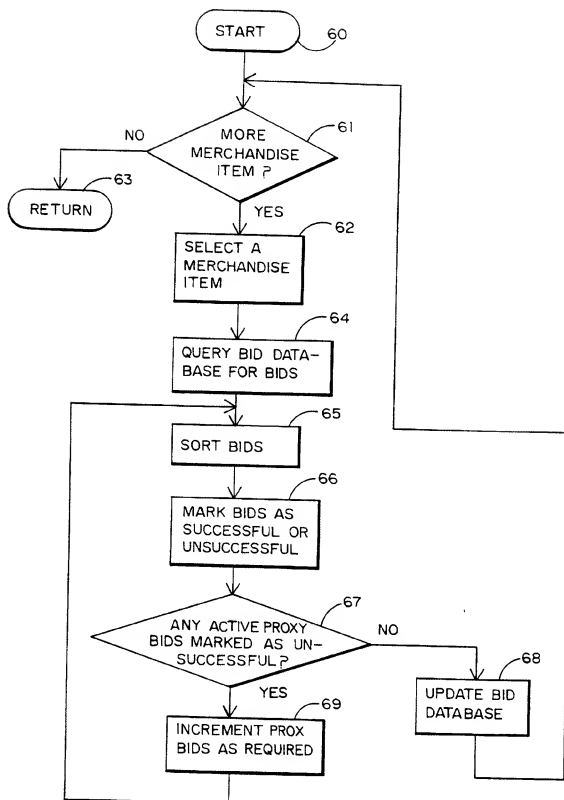 START
60
NO
MORE
MERCHANDISE
ITEM ?
61
63
RETURN
YES
62
SELECT A
MERCHANDISE
ITEM
64
QUERY BID DATA-
BASE FOR BIDS
65
SORT BIDS
66
MARK BIDS AS
SUCCESSFUL OR
UNSUCCESSFUL
67
ANY ACTIVE PROXY
BIDS MARKED AS UN-
SUCCESSFUL?
NO
YES
68
UPDATE BID
DATABASE
69
INCREMENT PROX
BIDS AS REQUIRED